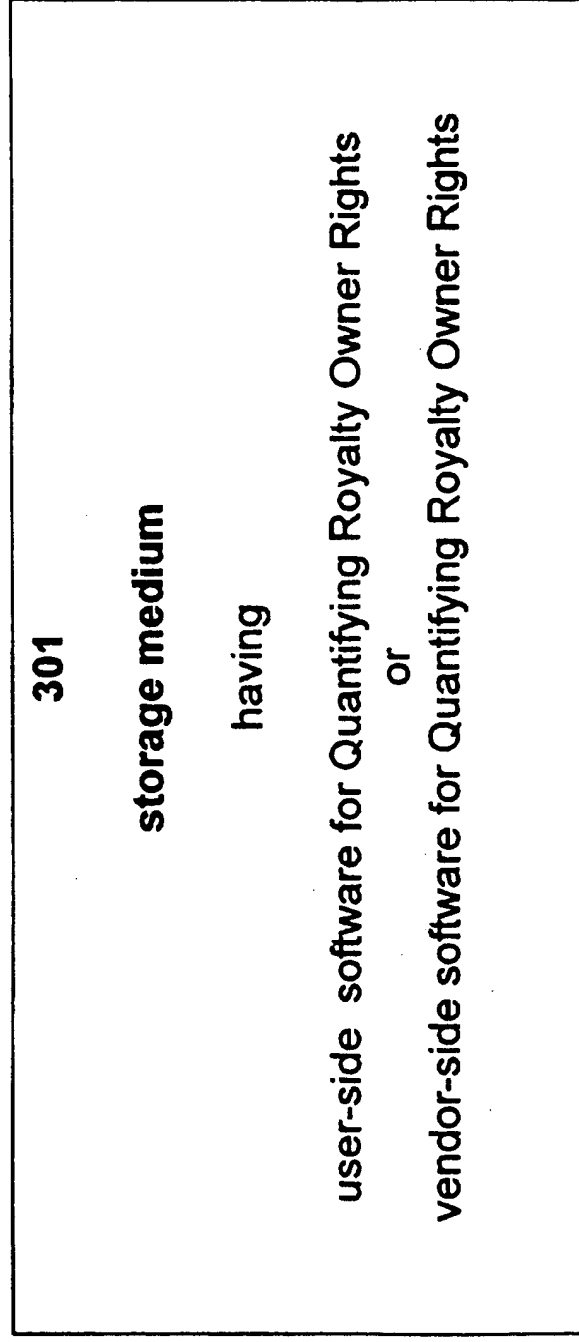 301
storage medium
having
user-side software for Quantifying Royalty Owner Rights
or
vendor-side software for Quantifying Royalty Owner Rights